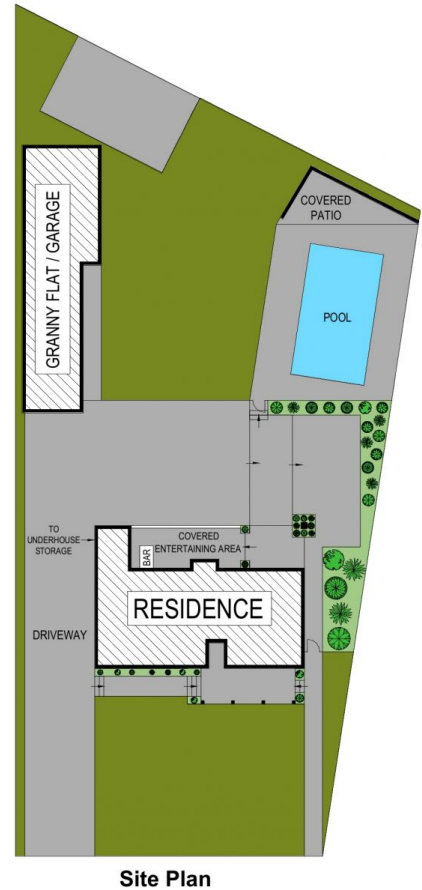 COVERED
PATIO
GRANNY FLAT / GARAGE
POOL
TO
UNDERHOUSE
STORAGE
COVERED
ENTERTAINING AREA
BAR
RESIDENCE
DRIVEWAY
Site Plan